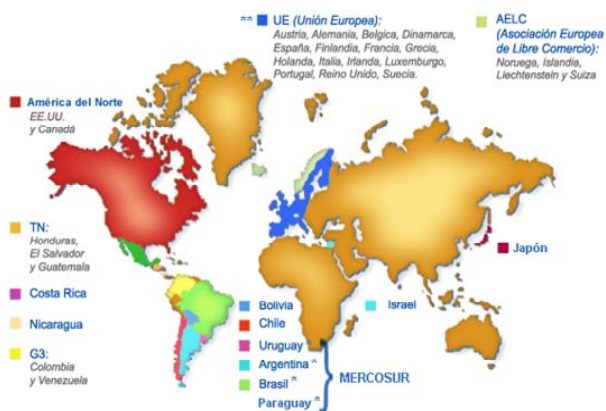 ** UE (Unión Europea):
Austria, Alemania, Belgica, Dinamarca,
España, Finlandia, Francia, Grecia,
Holanda, Italia, Irlanda, Luxemburgo,
Portugal, Reino Unido, Suecia.
AELC
(Asociación Europea
de Libre Comercio):
Noruega, Islandia,
Liechtenstein y Suiza
América del Norte
EE.UU.
y Canadá
TN:
Honduras,
El Salvador
y Guatemala
Costa Rica
Nicaragua
G3:
Colombia
y Venezuela
Bolivia
Chile
Uruguay *
Argentina *
Brasil *
Paraguay *
MERCOSUR
Israel
Japón